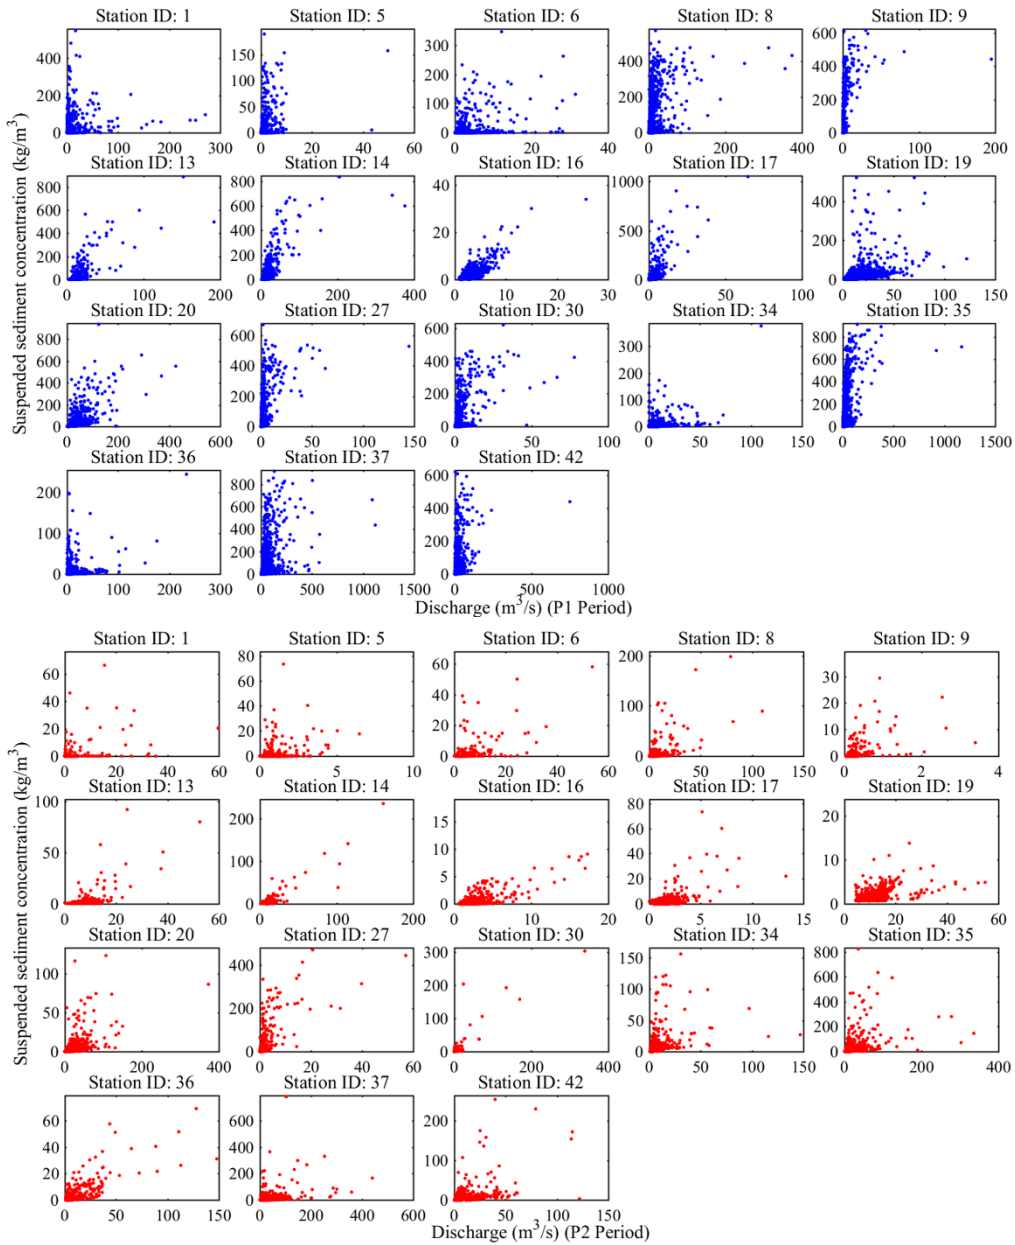 Station ID: 1 Station ID: 5 Station ID: 6 Station ID: 8 Station ID: 9
400 200 0 0 100 200 300
150 100 50 0 0 20 40 60
300 200 100 0 0 10 20 30 40
400 200 0 0 100 200 300 400
600 400 200 0 0 100 200
Station ID: 13 Station ID: 14 Station ID: 16 Station ID: 17 Station ID: 19
800 600 400 200 0 0 100 200
800 600 400 200 0 0 200 400
40 20 0 0 10 20 30
1000 500 0 0 50 100
400 200 0 0 50 100 150
Station ID: 20 Station ID: 27 Station ID: 30 Station ID: 34 Station ID: 35
800 600 400 200 0 0 200 400 600
600 400 200 0 0 50 100 150
600 400 200 0 0 50 100
300 200 100 0 0 50 100 150
800 600 400 200 0 0 500 1000 1500
Station ID: 36 Station ID: 37 Station ID: 42
200 100 0 0 100 200 300
800 600 400 200 0 0 500 1000 1500
600 400 200 0 0 500 1000
Suspended sediment concentration (kg/m³)
Discharge (m³/s) (P1 Period)
Station ID: 1 Station ID: 5 Station ID: 6 Station ID: 8 Station ID: 9
60 40 20 0 0 20 40 60
80 60 40 20 0 0 5 10
60 40 20 0 0 20 40 60
200 100 0 0 50 100 150
30 20 10 0 0 2 4
Station ID: 13 Station ID: 14 Station ID: 16 Station ID: 17 Station ID: 19
100 50 0 0 20 40 60
200 100 0 0 100 200
15 10 5 0 0 10 20
80 60 40 20 0 0 5 10 15
20 10 0 0 20 40 60
Station ID: 20 Station ID: 27 Station ID: 30 Station ID: 34 Station ID: 35
100 50 0 0 200 400
400 200 0 0 20 40 60
300 200 100 0 0 200 400
150 100 50 0 0 50 100 150
800 600 400 200 0 0 200 400
Station ID: 36 Station ID: 37 Station ID: 42
60 40 20 0 0 50 100 150
600 400 200 0 0 200 400 600
200 100 0 0 50 100 150
Suspended sediment concentration (kg/m³)
Discharge (m³/s) (P2 Period)